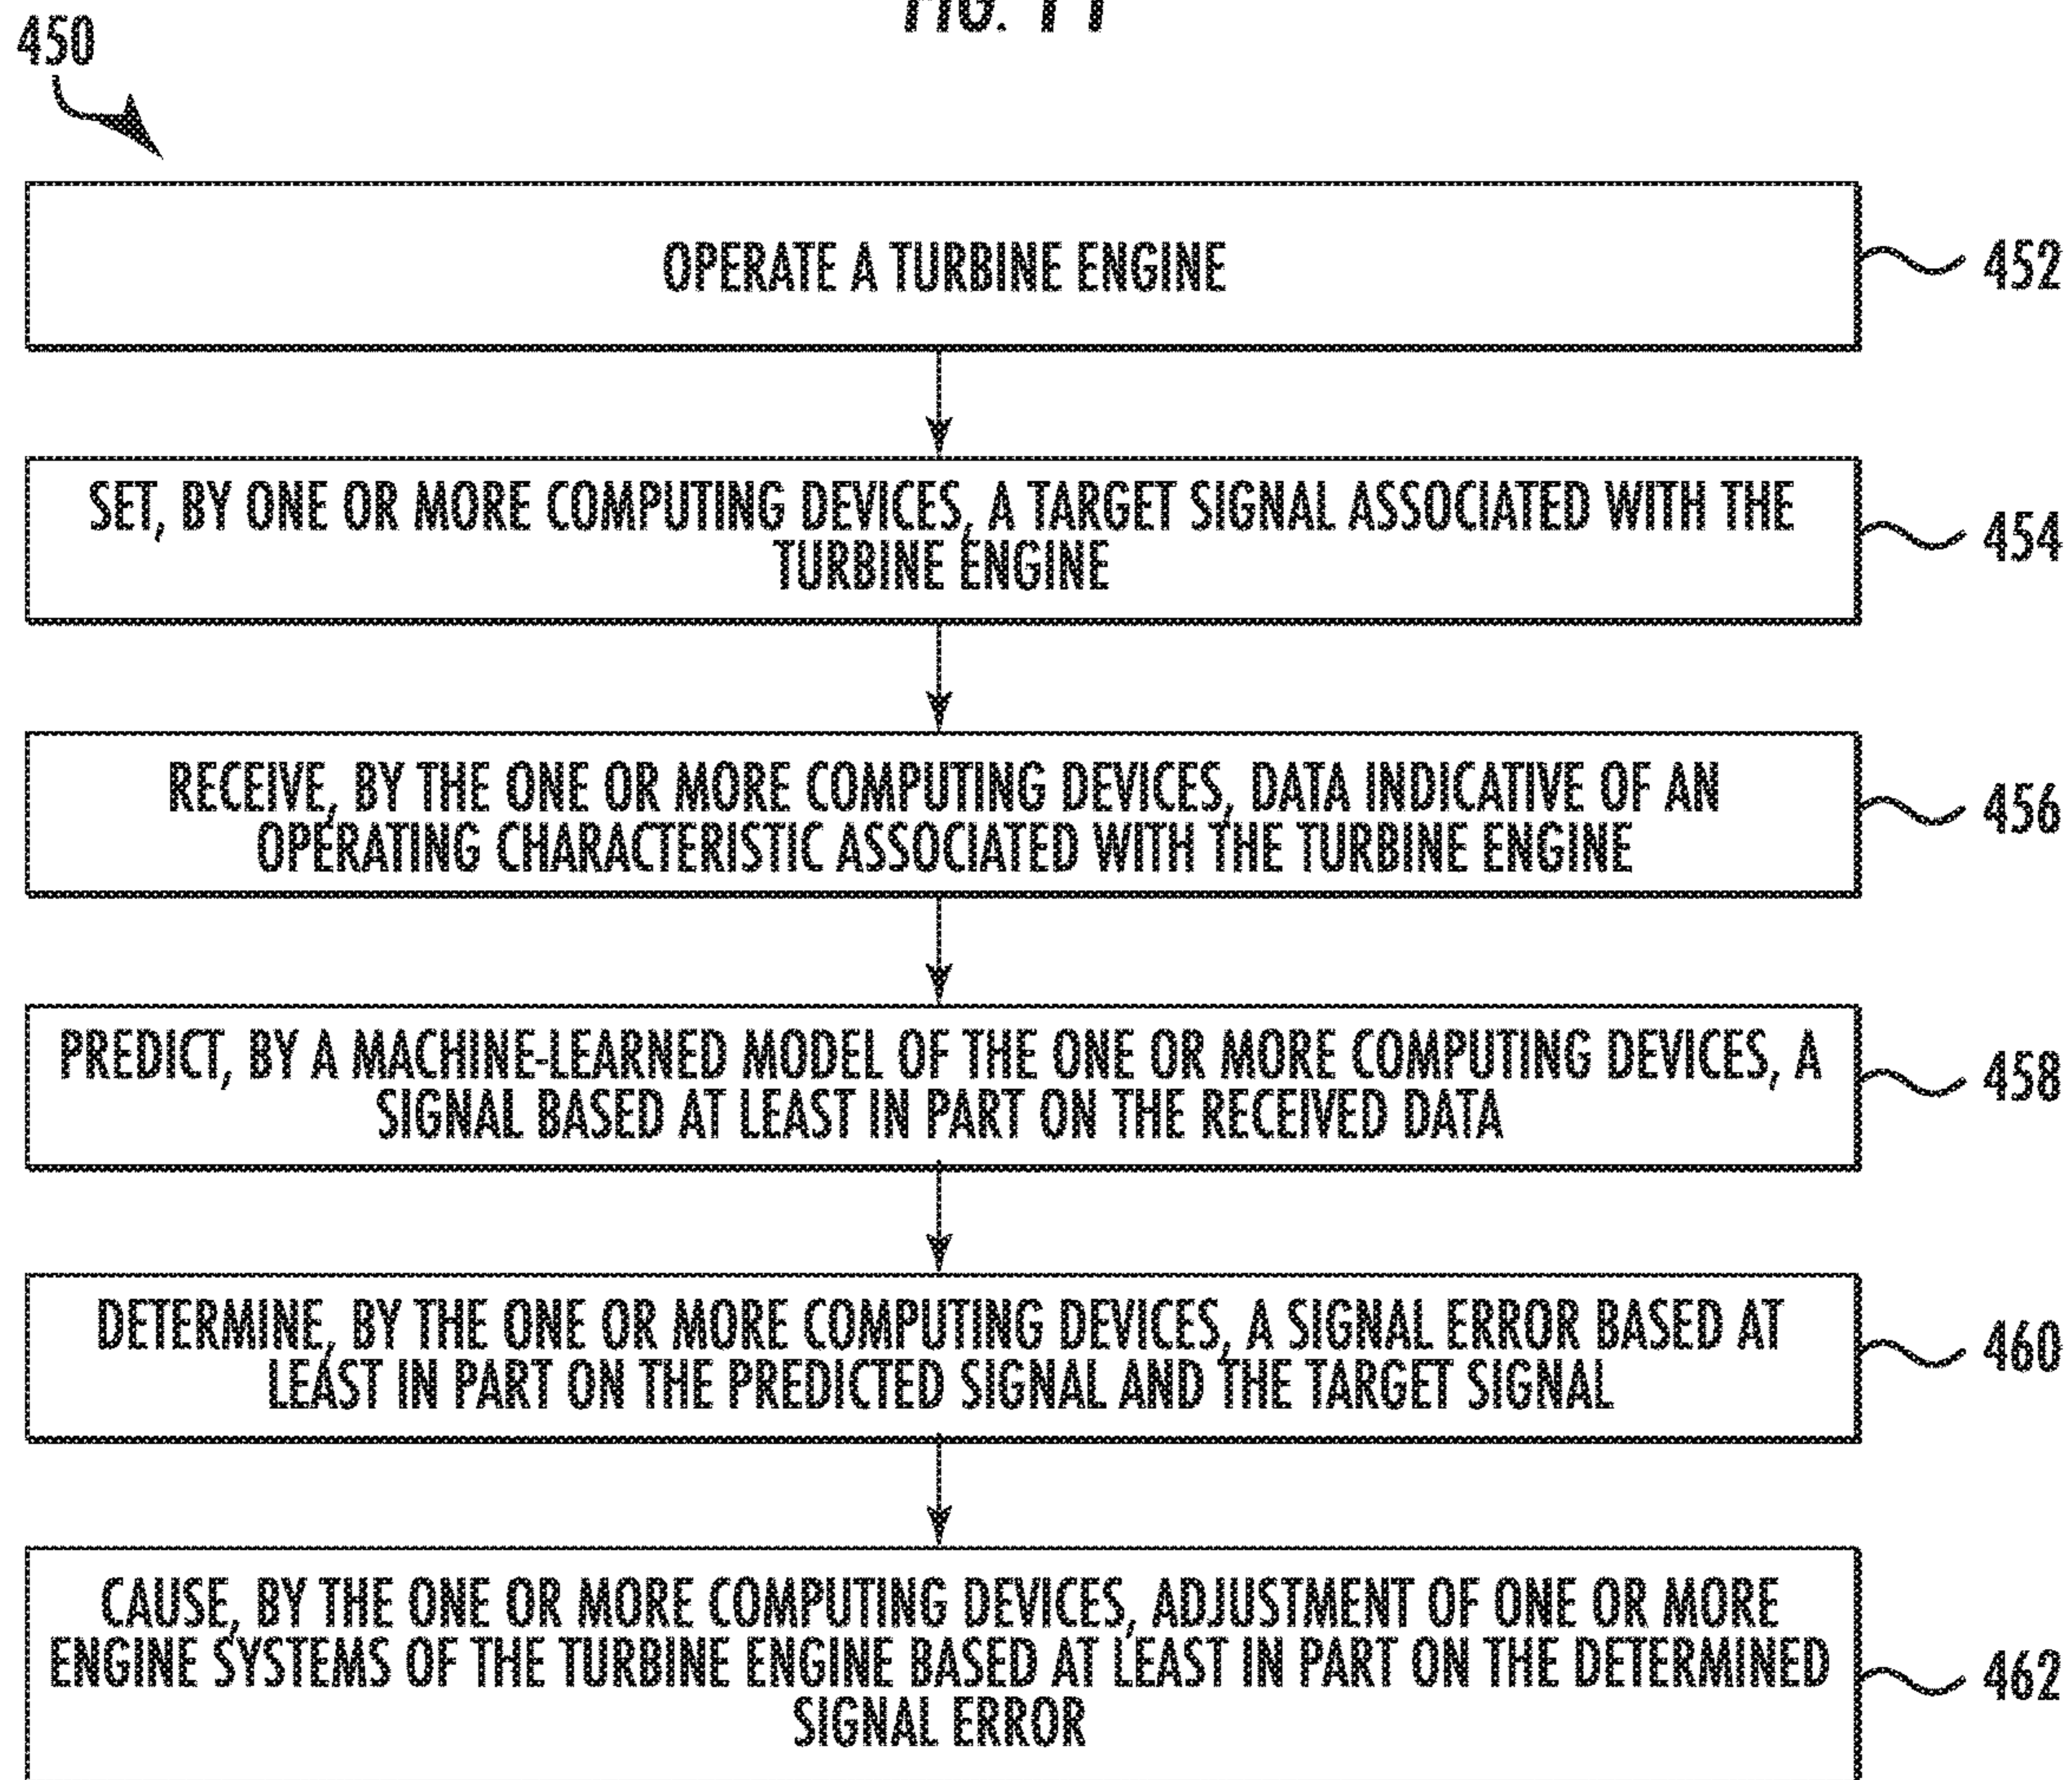 FIG. 11
450
OPERATE A TURBINE ENGINE
452
SET, BY ONE OR MORE COMPUTING DEVICES, A TARGET SIGNAL ASSOCIATED WITH THE
TURBINE ENGINE
454
RECEIVE, BY THE ONE OR MORE COMPUTING DEVICES, DATA INDICATIVE OF AN
OPERATING CHARACTERISTIC ASSOCIATED WITH THE TURBINE ENGINE
456
PREDICT, BY A MACHINE-LEARNED MODEL OF THE ONE OR MORE COMPUTING DEVICES, A
SIGNAL BASED AT LEAST IN PART ON THE RECEIVED DATA
458
DETERMINE, BY THE ONE OR MORE COMPUTING DEVICES, A SIGNAL ERROR BASED AT
LEAST IN PART ON THE PREDICTED SIGNAL AND THE TARGET SIGNAL
460
CAUSE, BY THE ONE OR MORE COMPUTING DEVICES, ADJUSTMENT OF ONE OR MORE
ENGINE SYSTEMS OF THE TURBINE ENGINE BASED AT LEAST IN PART ON THE DETERMINED
SIGNAL ERROR
462